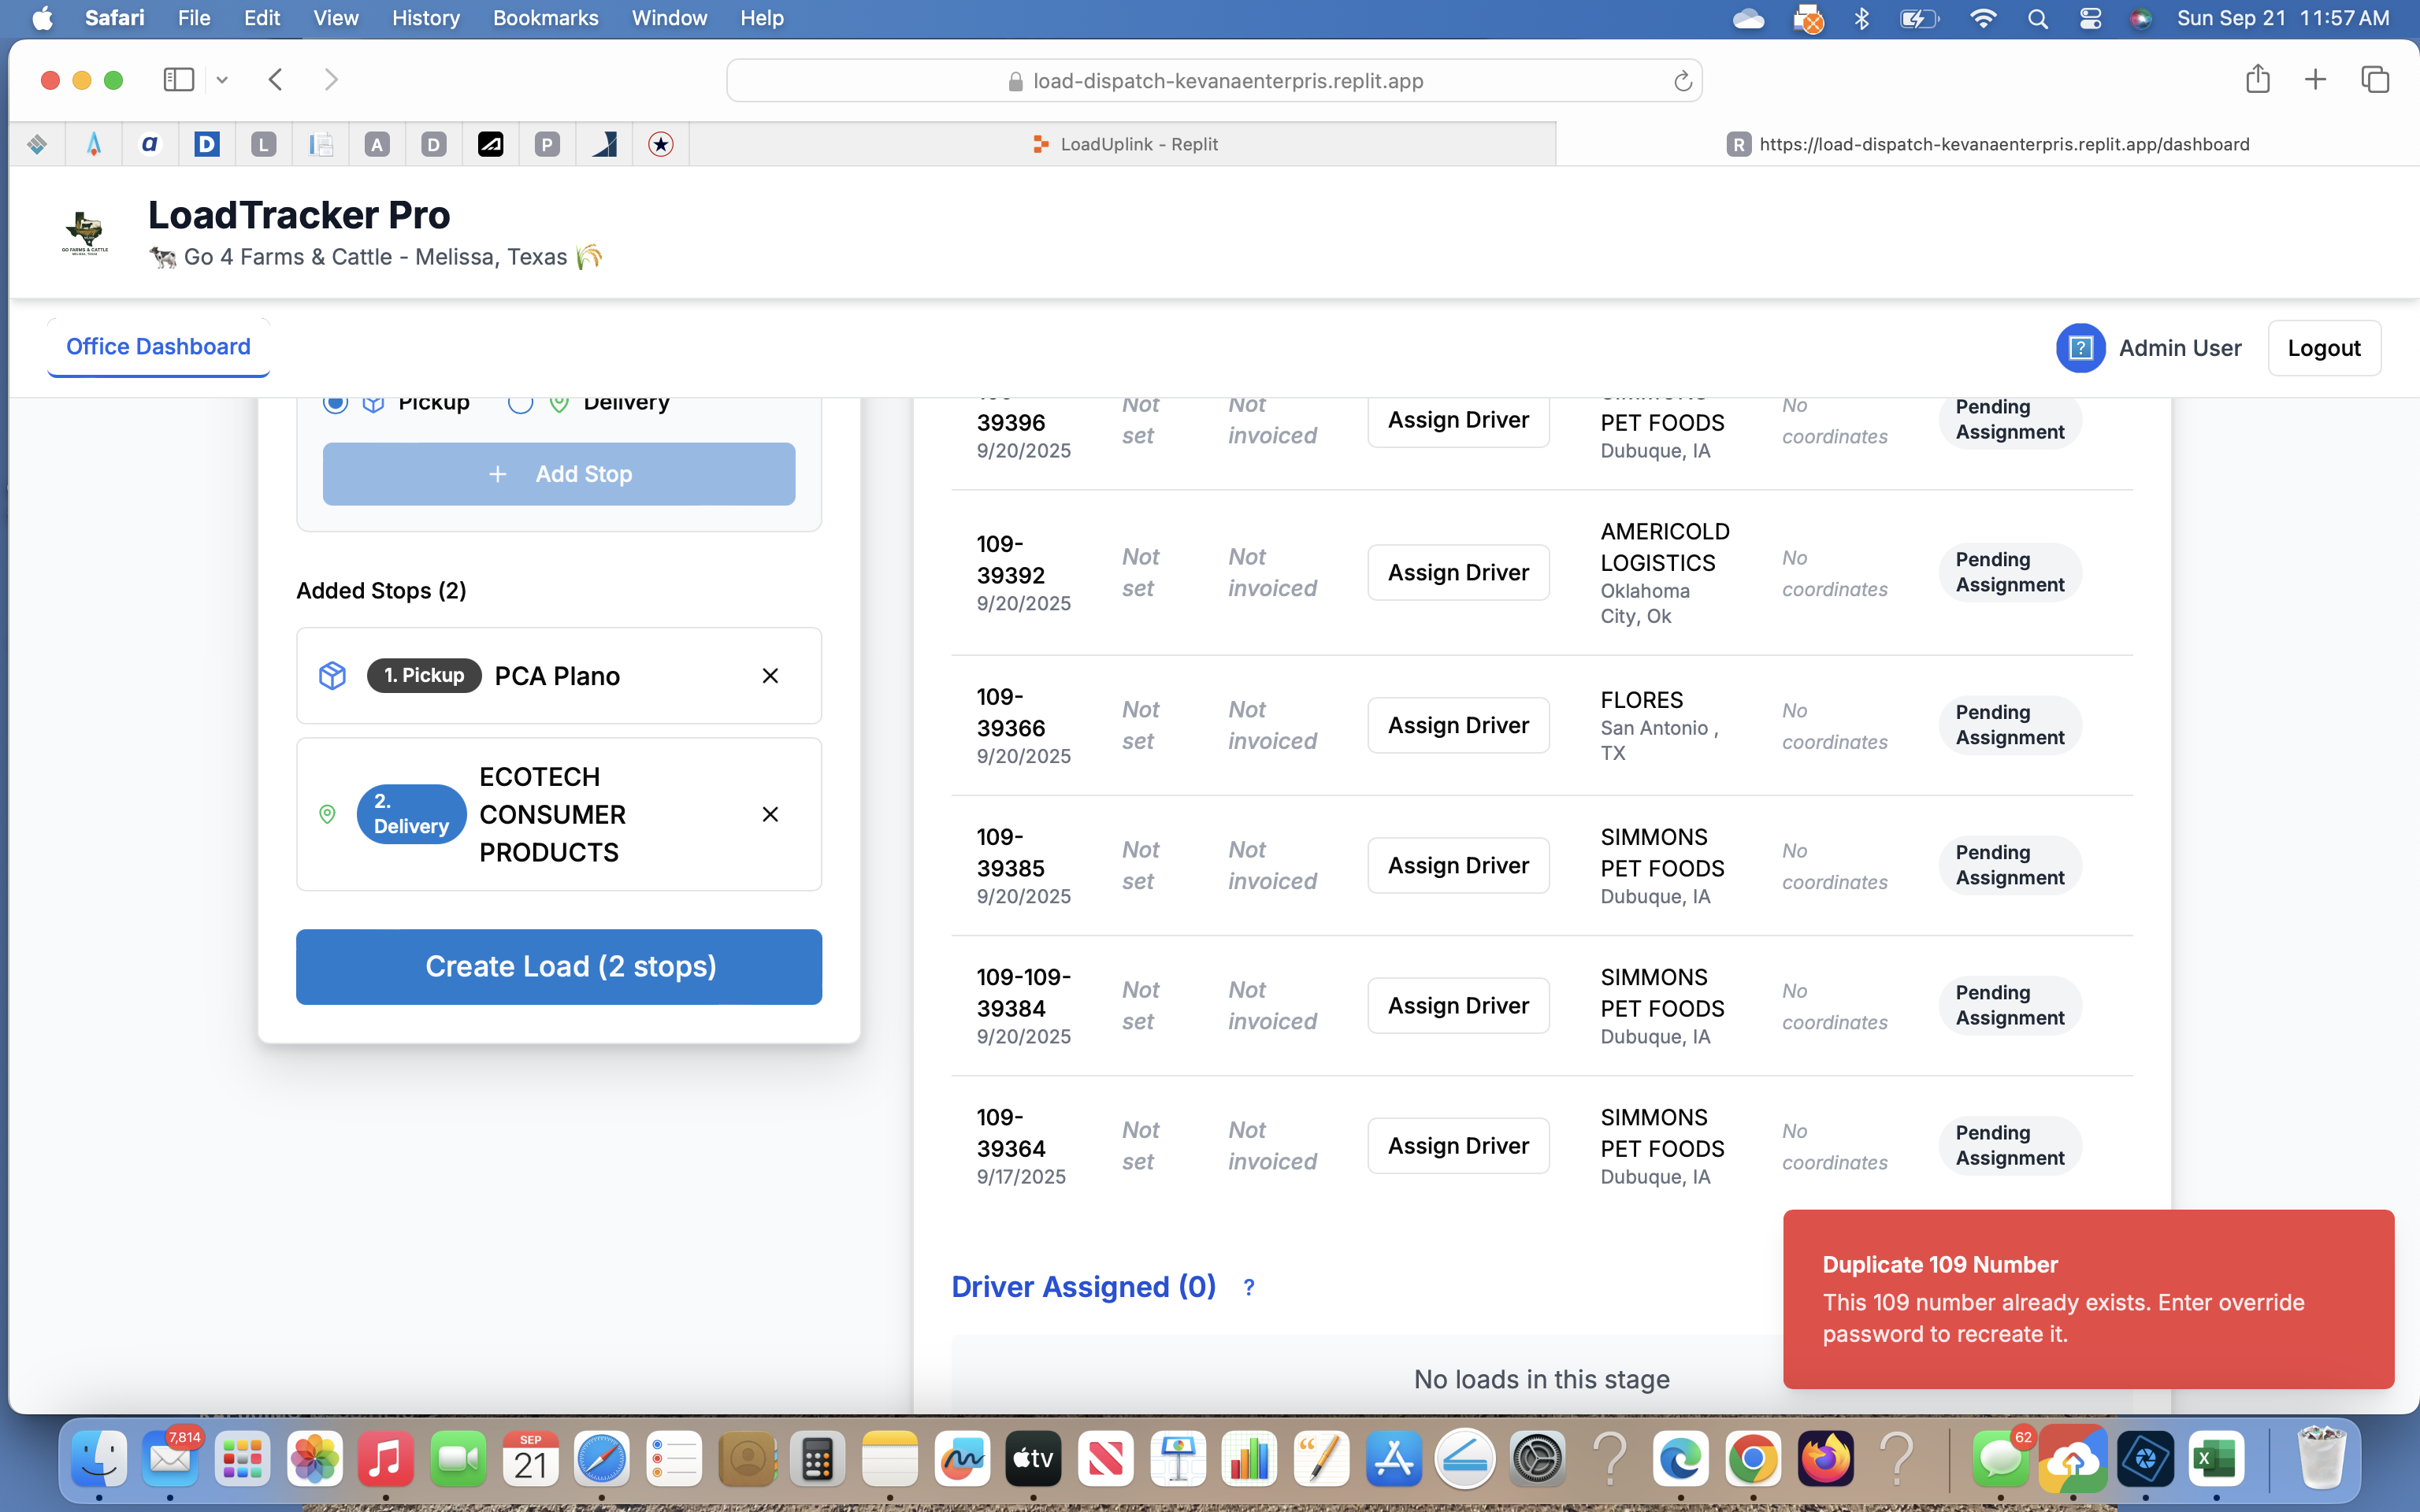 Safari File Edit View History Bookmarks Window Help Sun Sep 21 11:57 AM
load-dispatch-kevanaenterpris.replit.app
a D L A D P LoadUplink - Replit R https://load-dispatch-kevanaenterpris.replit.app/dashboard
GO FARMS & CATTLE
LoadTracker Pro
Go 4 Farms & Cattle - Melissa, Texas
Office Dashboard
? Admin User
Logout
Pickup Delivery
+ Add Stop
Added Stops (2)
1. Pickup PCA Plano
2.
Delivery
ECOTECH
CONSUMER
PRODUCTS
Create Load (2 stops)
39396
9/20/2025
Not
set
Not
invoiced
Assign Driver
SIMMONS
PET FOODS
Dubuque, IA
No
coordinates
Pending
Assignment
109-
39392
9/20/2025
Not
set
Not
invoiced
Assign Driver
AMERICOLD
LOGISTICS
Oklahoma
City, Ok
No
coordinates
Pending
Assignment
109-
39366
9/20/2025
Not
set
Not
invoiced
Assign Driver
FLORES
San Antonio ,
TX
No
coordinates
Pending
Assignment
109-
39385
9/20/2025
Not
set
Not
invoiced
Assign Driver
SIMMONS
PET FOODS
Dubuque, IA
No
coordinates
Pending
Assignment
109-109-
39384
9/20/2025
Not
set
Not
invoiced
Assign Driver
SIMMONS
PET FOODS
Dubuque, IA
No
coordinates
Pending
Assignment
109-
39364
9/17/2025
Not
set
Not
invoiced
Assign Driver
SIMMONS
PET FOODS
Dubuque, IA
No
coordinates
Pending
Assignment
Driver Assigned (0) ?
No loads in this stage
Duplicate 109 Number
This 109 number already exists. Enter override
password to recreate it.
7,814
SEP
21
tv
62
X